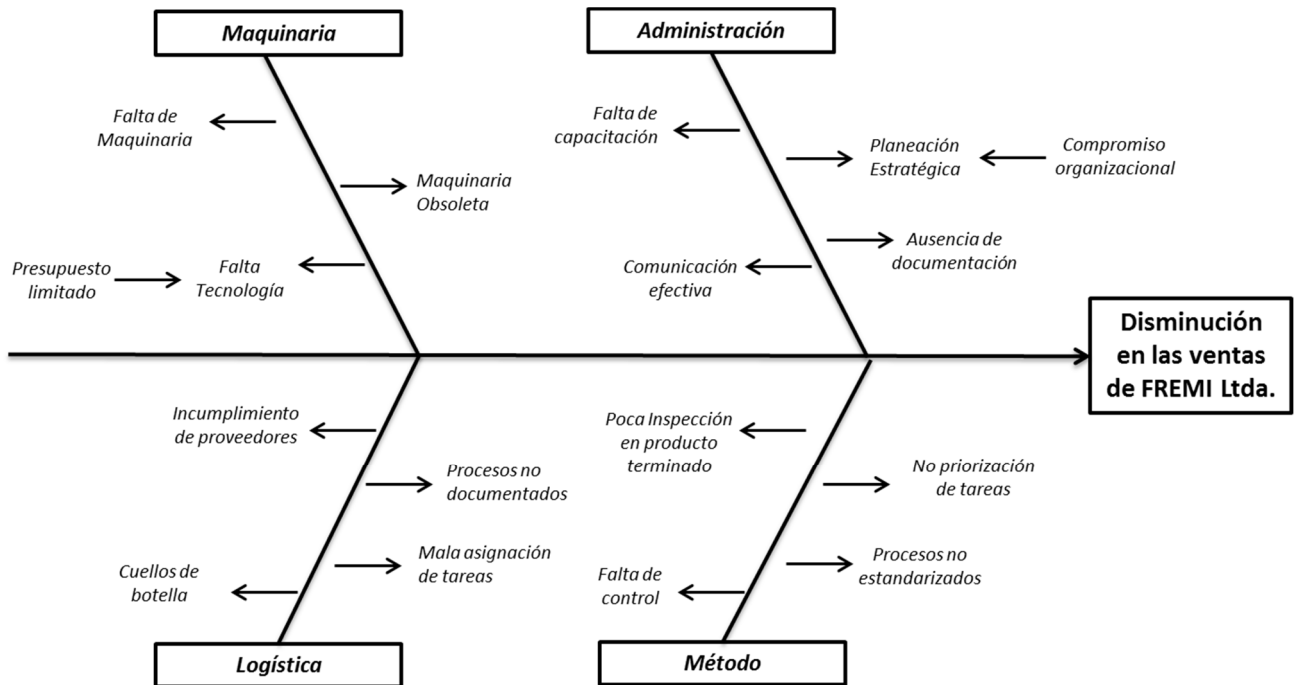 Maquinaria
Administración
Falta de
Maquinaria
Maquinaria
Obsoleta
Presupuesto
limitado
Falta
Tecnología
Falta de
capacitación
Planeación
Estratégica
Compromiso
organizacional
Ausencia de
documentación
Comunicación
efectiva
Disminución
en las ventas
de FREMI Ltda.
Incumplimiento
de proveedores
Procesos no
documentados
Mala asignación
de tareas
Cuellos de
botella
Poca Inspección
en producto
terminado
No priorización
de tareas
Procesos no
estandarizados
Falta de
control
Logística
Método